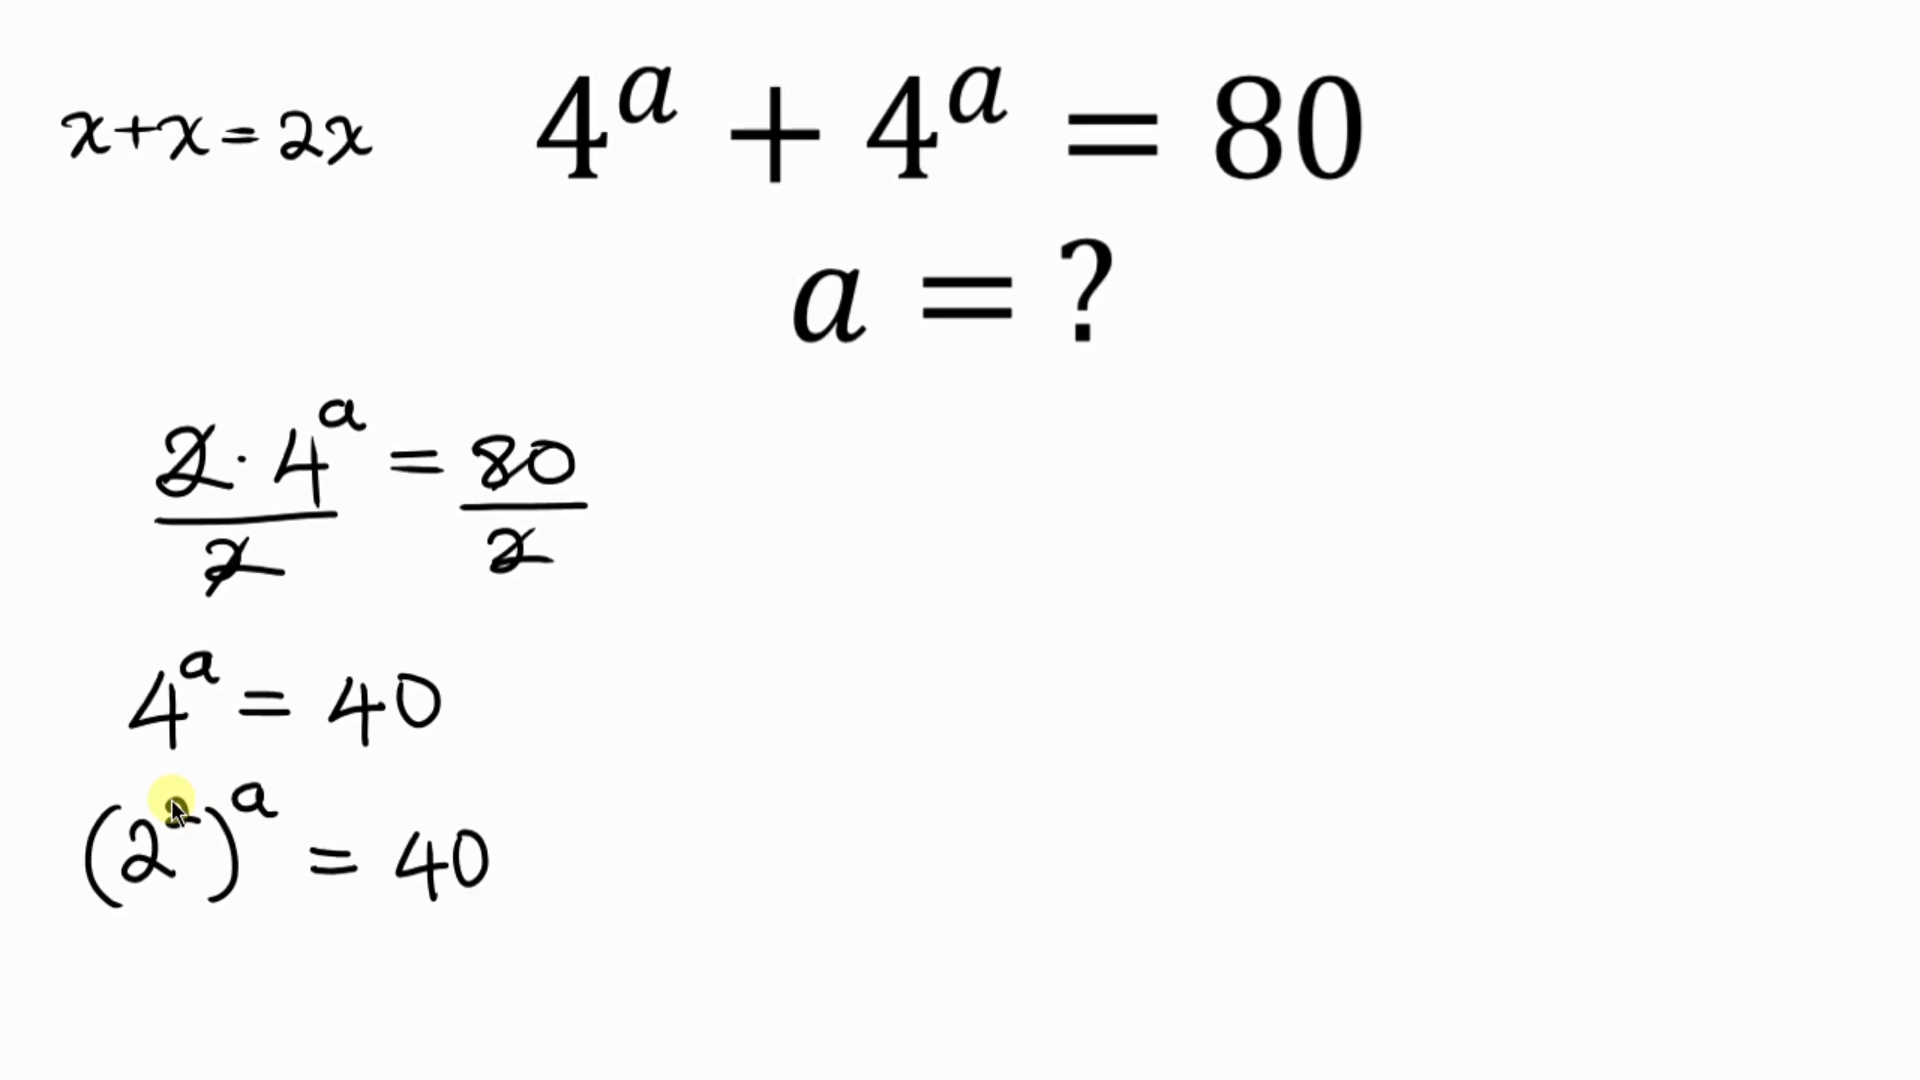 x+x=2x
4^a + 4^a = 80
a = ?
2·4^a/2 = 80/2
4^a = 40
(2^2)^a = 40